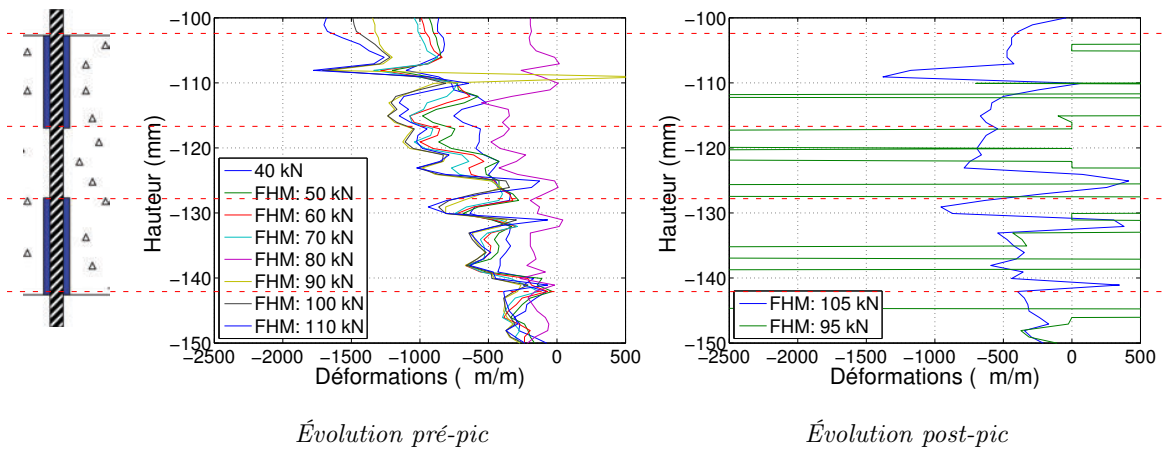 −100
−110
−120
−130
−140
−150
Hauteur (mm)
40 kN
FHM: 50 kN
FHM: 60 kN
FHM: 70 kN
FHM: 80 kN
FHM: 90 kN
FHM: 100 kN
FHM: 110 kN
−2500 −2000 −1500 −1000 −500 0 500
Déformations ( m/m)
Évolution pré-pic
−100
−110
−120
−130
−140
−150
Hauteur (mm)
FHM: 105 kN
FHM: 95 kN
−2500 −2000 −1500 −1000 −500 0 500
Déformations ( m/m)
Évolution post-pic